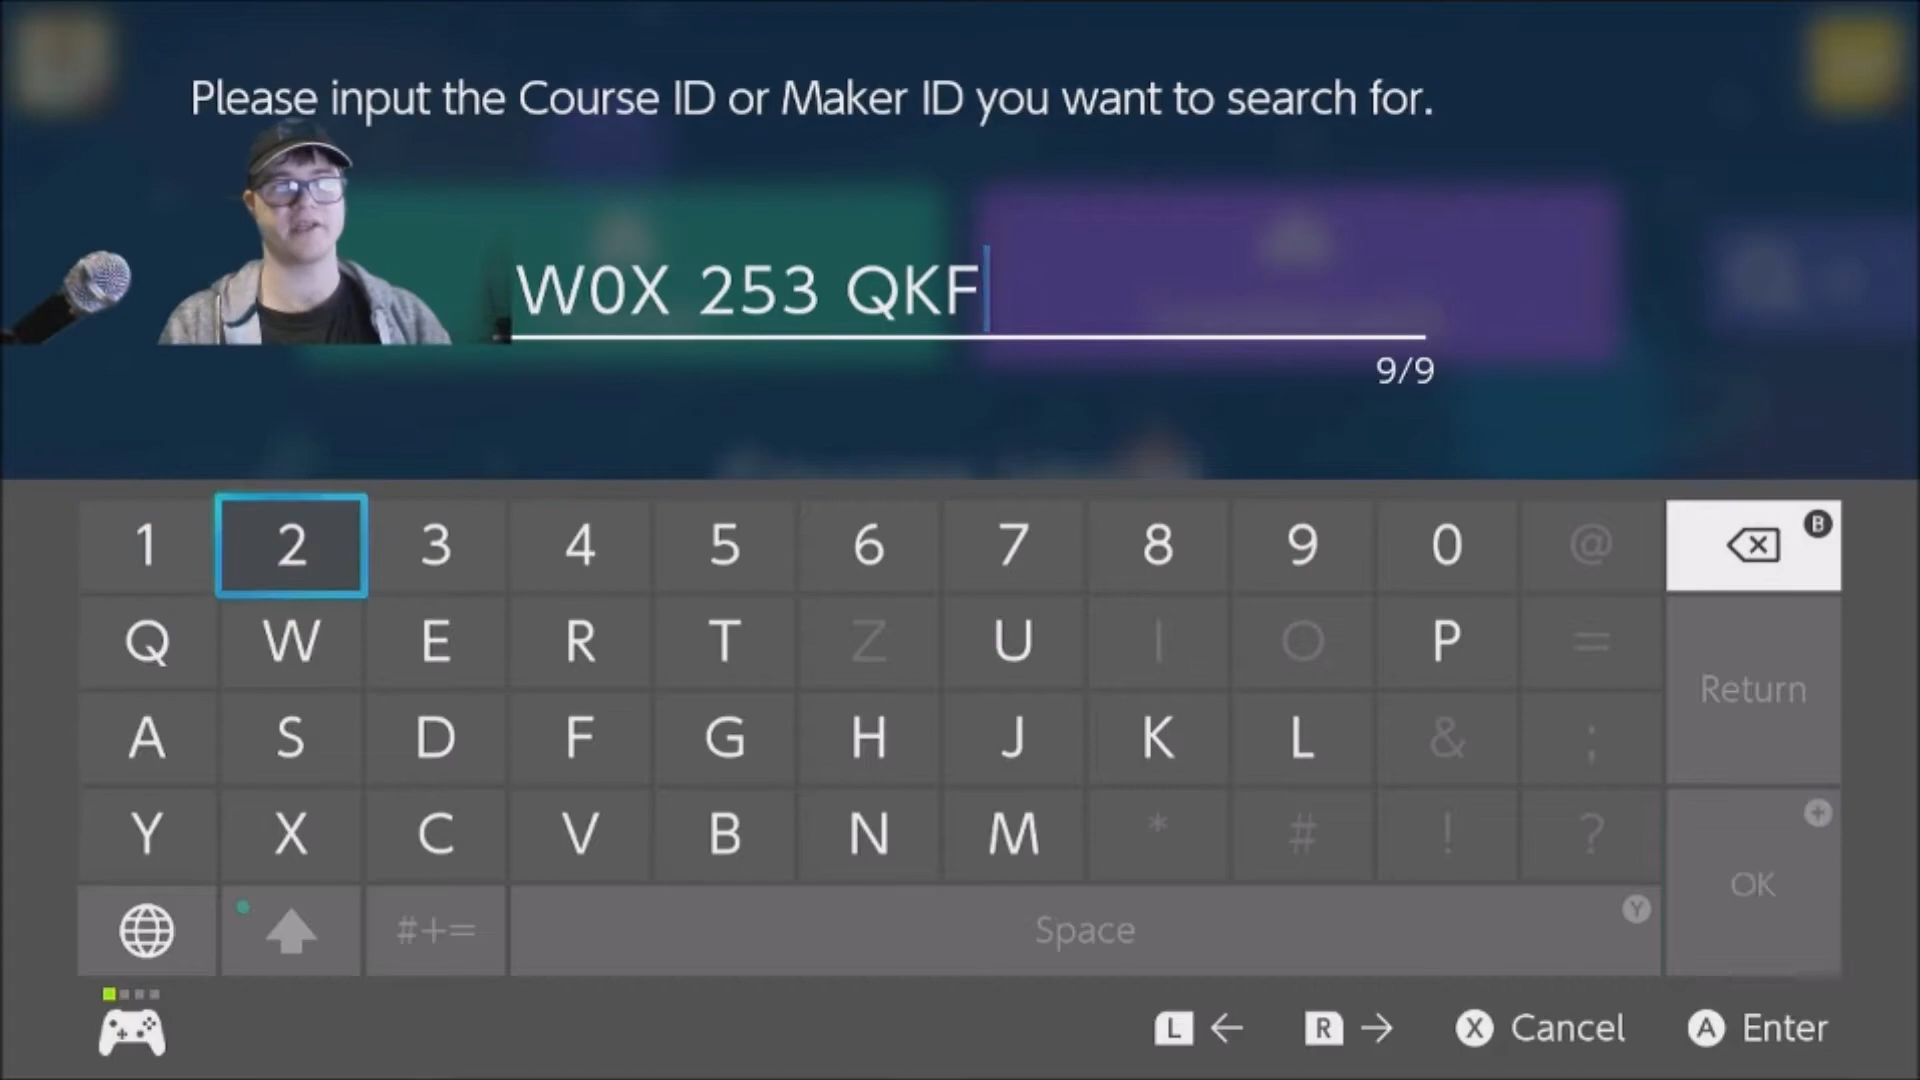 Please input the Course ID or Maker ID you want to search for.
W0X 253 QKF
9/9
1 2 3 4 5 6 7 8 9 0 @ B
Q W E R T Z U I O P =
Return
A S D F G H J K L & ;
Y X C V B N M * # ! ?
OK
#+= Space Y
L ← R → X Cancel A Enter